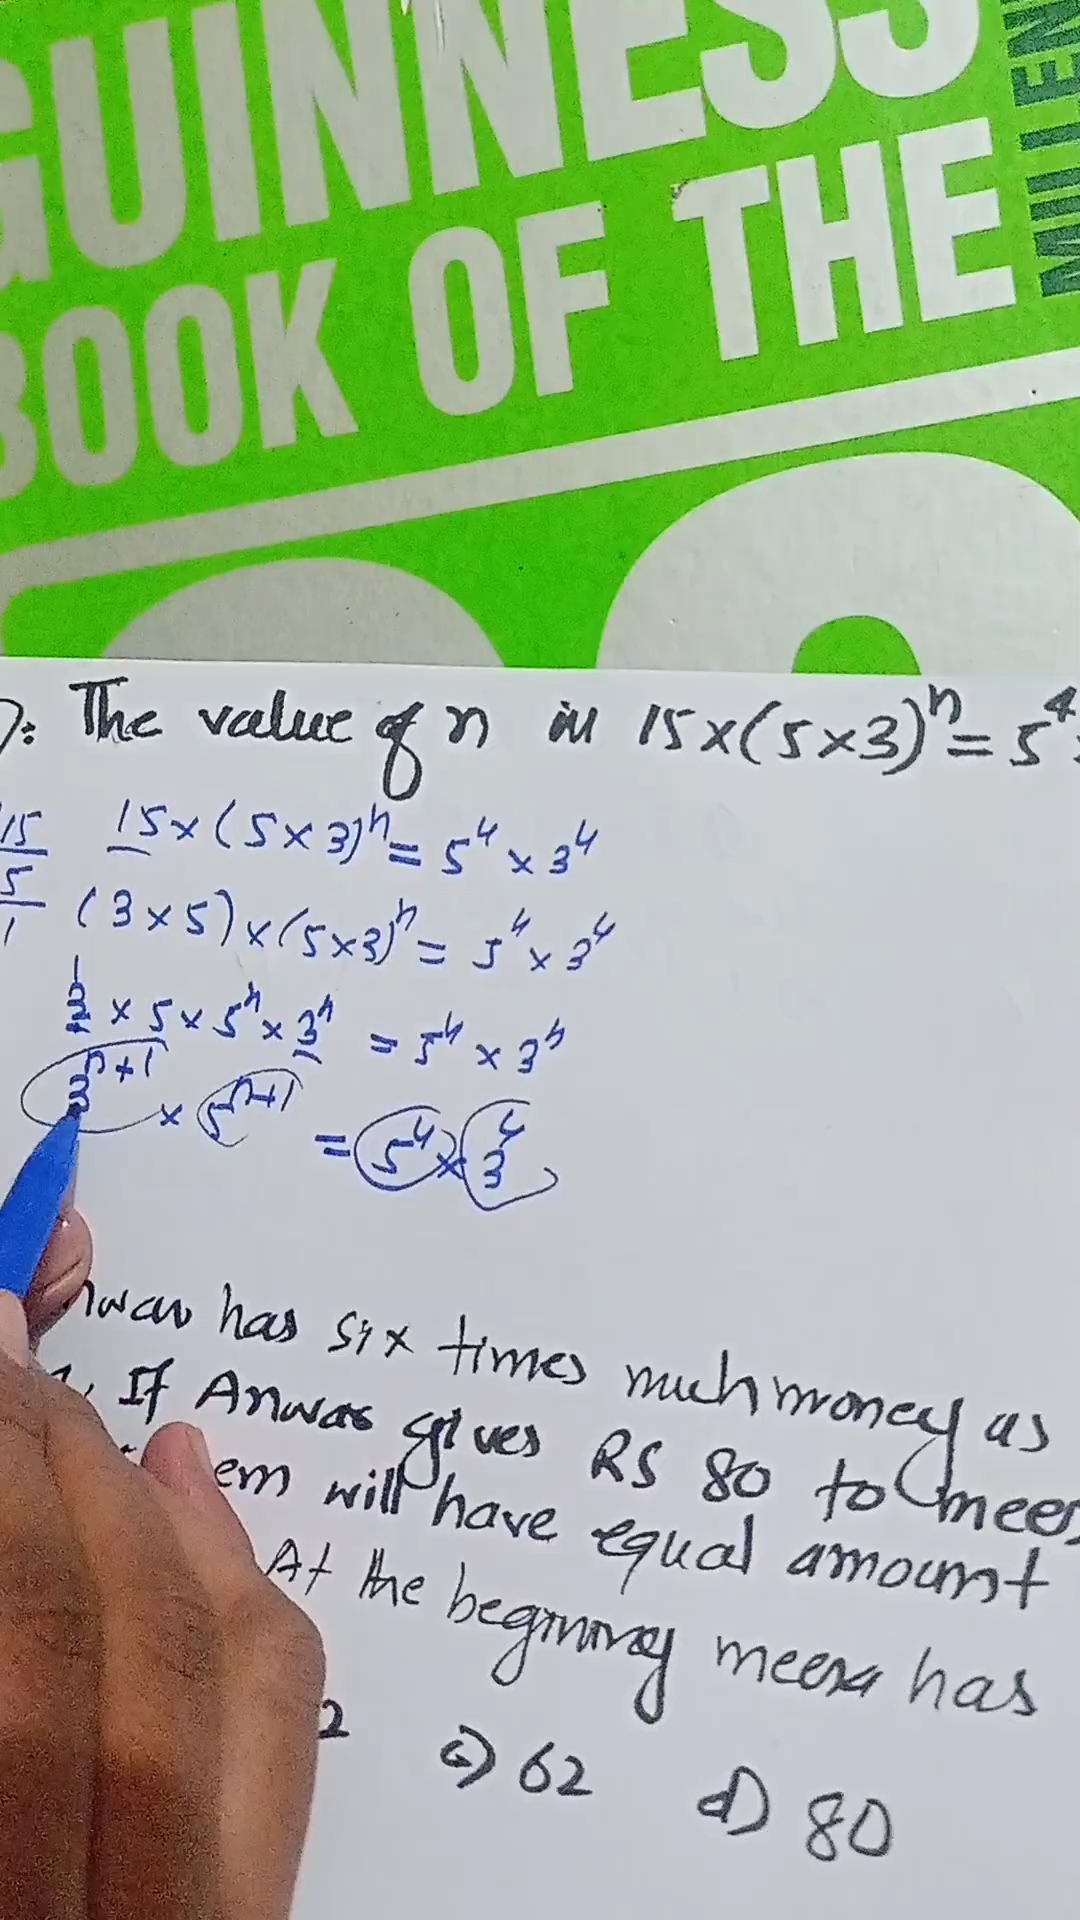 GUINNESS
BOOK OF THE
MILLEN
The value of n in 15×(5×3)ⁿ = 5⁴
15 15×(5×3)ⁿ = 5⁴ × 3⁴
5 (3×5)×(5×3)ⁿ = 5⁴ × 3⁴
1
× 5 × 5ⁿ × 3ⁿ = 5⁴ × 3⁴
3ⁿ⁺¹ × 5ⁿ⁺¹ = 5⁴ × 3⁴
nwar has six times much money as
If Anwar gives RS 80 to meer
em will have equal amount
At the beginning meera has
2 c) 62 d) 80